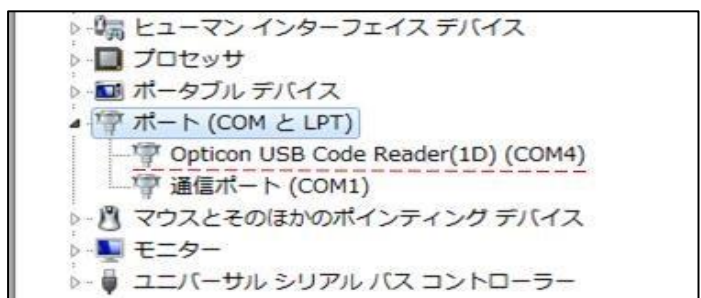 ヒューマン インターフェイス デバイス
プロセッサ
ポータブル デバイス
ポート (COM と LPT)
Opticon USB Code Reader(1D) (COM4)
通信ポート (COM1)
マウスとそのほかのポインティング デバイス
モニター
ユニバーサル シリアル バス コントローラー